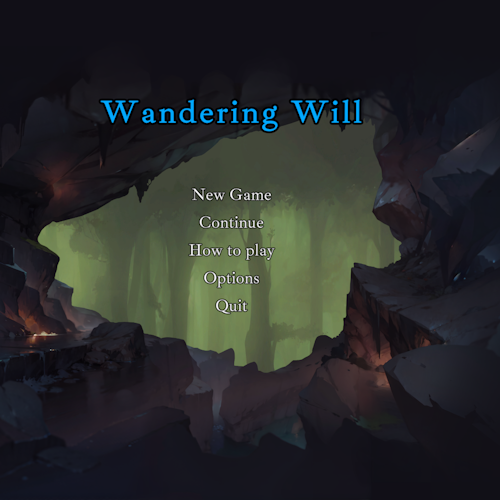 Wandering Will
New Game
Continue
How to play
Options
Quit